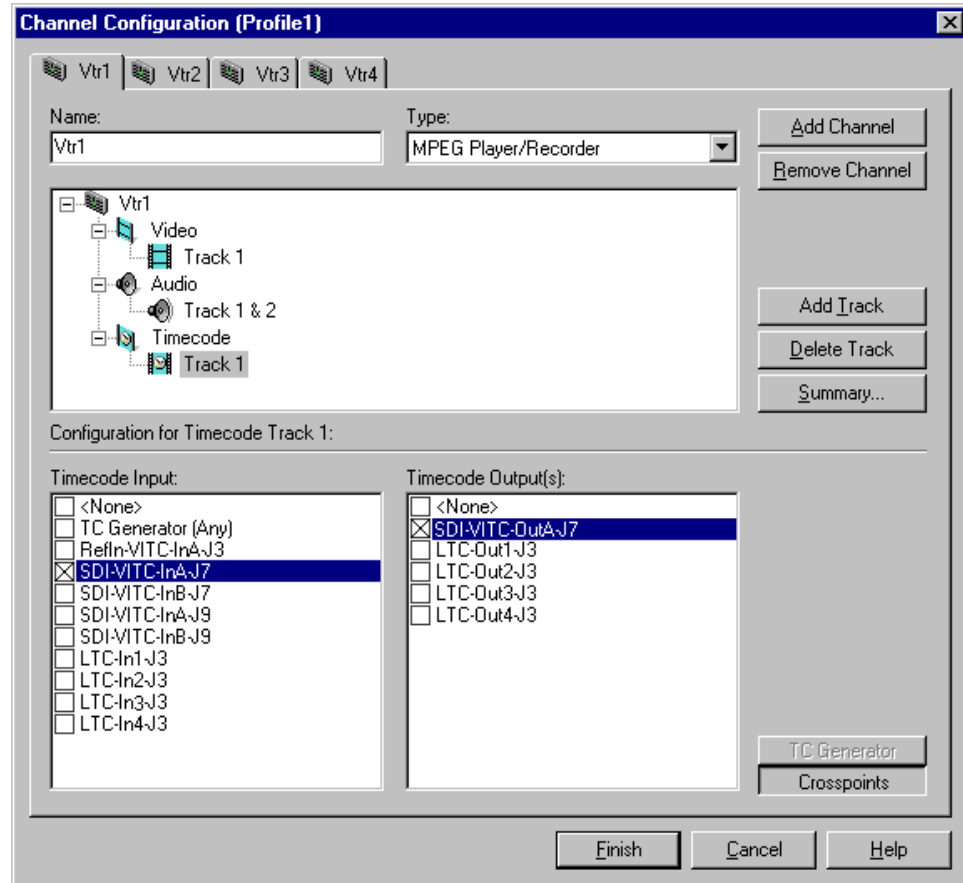 Channel Configuration (Profile1)
Vtr1
Vtr2
Vtr3
Vtr4
Name:
Type:
Vtr1
MPEG Player/Recorder
Add Channel
Remove Channel
Vtr1
Video
Track 1
Audio
Track 1 & 2
Timecode
Track 1
Add Track
Delete Track
Summary...
Configuration for Timecode Track 1:
Timecode Input:
<None>
TC Generator (Any)
RefIn-VITC-InA-J3
SDI-VITC-InA-J7
SDI-VITC-InB-J7
SDI-VITC-InA-J9
SDI-VITC-InB-J9
LTC-In1-J3
LTC-In2-J3
LTC-In3-J3
LTC-In4-J3
Timecode Output(s):
<None>
SDI-VITC-OutA-J7
LTC-Out1-J3
LTC-Out2-J3
LTC-Out3-J3
LTC-Out4-J3
TC Generator
Crosspoints
Finish
Cancel
Help